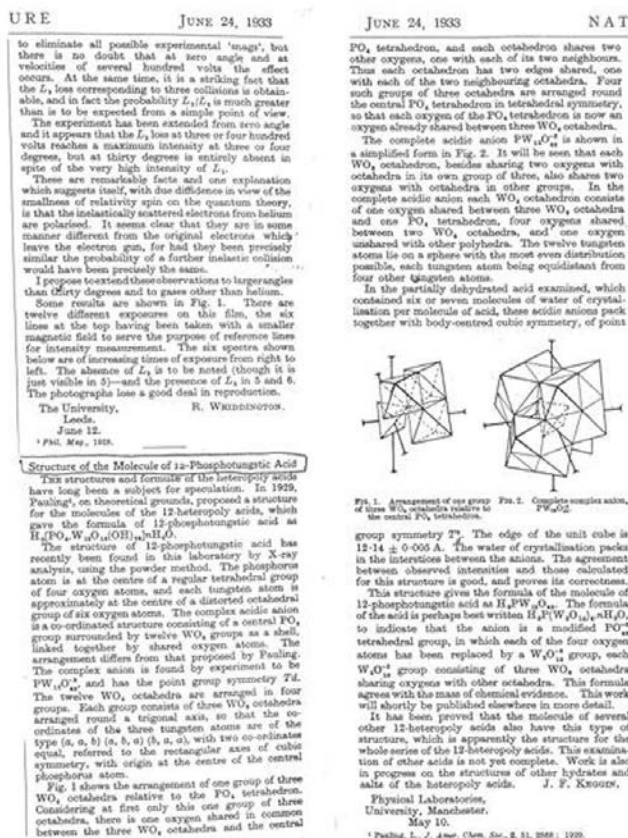 URE JUNE 24, 1933
to eliminate all possible experimental 'snags', but
there is no doubt that at zero angle and at
velocities of several hundred volts the effect
occurs. At the same time, it is a striking fact that
the L₂ loss corresponding to three collisions is obtain-
able, and in fact the probability L₂/L₁ is much greater
than is to be expected from a simple point of view.
The experiment has been extended from zero angle
and it appears that the L₂ loss at three or four hundred
volts reaches a maximum intensity at three or four
degrees, but at thirty degrees is entirely absent in
spite of the very high intensity of L₁.
These are remarkable facts and one explanation
which suggests itself, with due diffidence in view of the
smallness of relativity spin on the quantum theory,
is that the inelastically scattered electrons from helium
are polarised. It seems clear that they are in some
manner different from the original electrons which
leave the electron gun, for had they been precisely
similar the probability of a further inelastic collision
would have been precisely the same.
I propose to extend these observations to larger angles
than thirty degrees and to gases other than helium.
Some results are shown in Fig. 1. There are
twelve different exposures on this film, the six
lines at the top having been taken with a smaller
magnetic field to serve the purpose of reference lines
for intensity measurement. The six spectra shown
below are of increasing times of exposure from right to
left. The absence of is to be noted (though it is
just visible in 5)—and the presence of in 5 and 6.
The photographs lose a good deal in reproduction.
R. WHIDDINGTON.
The University,
Leeds.
June 12.
¹ Phil. Mag., 1928.
Structure of the Molecule of 12-Phosphotungstic Acid
THE structures and formulæ of the heteropoly acids
have long been a subject for speculation. In 1929,
Pauling¹, on theoretical grounds, proposed a structure
for the molecules of the 12-heteropoly acids, which
gave the formula of 12-phosphotungstic acid as
H₃[PO₄.W₁₂O₁₈(OH)₃₆]nH₂O.
The structure of 12-phosphotungstic acid has
recently been found in this laboratory by X-ray
analysis, using the powder method. The phosphorus
atom is at the centre of a regular tetrahedral group
of four oxygen atoms, and each tungsten atom is
approximately at the centre of a distorted octahedral
group of six oxygen atoms. The complex acidic anion
is a co-ordinated structure consisting of a central PO₄
group surrounded by twelve WO₆ groups as a shell,
linked together by shared oxygen atoms. The
arrangement differs from that proposed by Pauling.
The complex anion is found by experiment to be
PW₁₂O₄₀⁻³, and has the point group symmetry Td.
The twelve WO₆ octahedra are arranged in four
groups. Each group consists of three WO₆ octahedra
arranged round a trigonal axis, so that the co-
ordinates of the three tungsten atoms are of the
type (a, a, b) (a, b, a) (b, a, a), with two co-ordinates
equal, referred to the rectangular axes of cubic
symmetry, with origin at the centre of the central
phosphorus atom.
Fig. 1 shows the arrangement of one group of three
WO₆ octahedra relative to the PO₄ tetrahedron.
Considering at first only this one group of three
octahedra, there is one oxygen shared in common
between the three WO₆ octahedra and the central
JUNE 24, 1933 NAT
PO₄ tetrahedron, and each octahedron shares two
other oxygens, one with each of its two neighbours.
Thus each octahedron has two edges shared, one
with each of the two neighbouring octahedra. Four
such groups of three octahedra are arranged round
the central PO₄ tetrahedron in tetrahedral symmetry,
so that each oxygen of the PO₄ tetrahedron is now an
oxygen already shared between three WO₆ octahedra.
The complete acidic anion PW₁₂O₄₀⁻³ is shown in
a simplified form in Fig. 2. It will be seen that each
WO₆ octahedron, besides sharing two oxygens with
octahedra in its own group of three, also shares two
oxygens with octahedra in other groups. In the
complete acidic anion each WO₆ octahedron consists
of one oxygen shared between three WO₆ octahedra
and one PO₄ tetrahedron, four oxygens shared
between two WO₆ octahedra, and one oxygen
unshared with other polyhedra. The twelve tungsten
atoms lie on a sphere with the most even distribution
possible, each tungsten atom being equidistant from
four other tungsten atoms.
In the partially dehydrated acid examined, which
contained six or seven molecules of water of crystal-
lisation per molecule of acid, these acidic anions pack
together with body-centred cubic symmetry, of point
FIG. 1. Arrangement of one group
of three WO₆ octahedra relative to
the central PO₄ tetrahedron.
FIG. 2. Complete complex anion,
PW₁₂O₄₀⁻³.
group symmetry The edge of the unit cube is
12·14 ± 0·005 A. The water of crystallisation packs
in the interstices between the anions. The agreement
between observed intensities and those calculated
for this structure is good, and proves its correctness.
This structure gives the formula of the molecule of
12-phosphotungstic acid as H₃PW₁₂O₄₀. The formula
of the acid is perhaps best written H₃P(W₃O₁₀)₄.nH₂O,
to indicate that the anion is a modified PO₄⁻³
tetrahedral group, in which each of the four oxygen
atoms has been replaced by a W₃O₁₀⁻² group, each
W₃O₁₀⁻² group consisting of three WO₆ octahedra
sharing oxygens with other octahedra. This formula
agrees with the mass of chemical evidence. This work
will shortly be published elsewhere in more detail.
It has been proved that the molecule of several
other 12-heteropoly acids also have this type of
structure, which is apparently the structure for the
whole series of the 12-heteropoly acids. This examina-
tion of other acids is not yet complete. Work is also
in progress on the structures of other hydrates and
salts of the heteropoly acids. J. F. KEGGIN.
Physical Laboratories,
University, Manchester.
May 10.
¹ Pauling, L., J. Amer. Chem. Soc., 51, 2868; 1929.